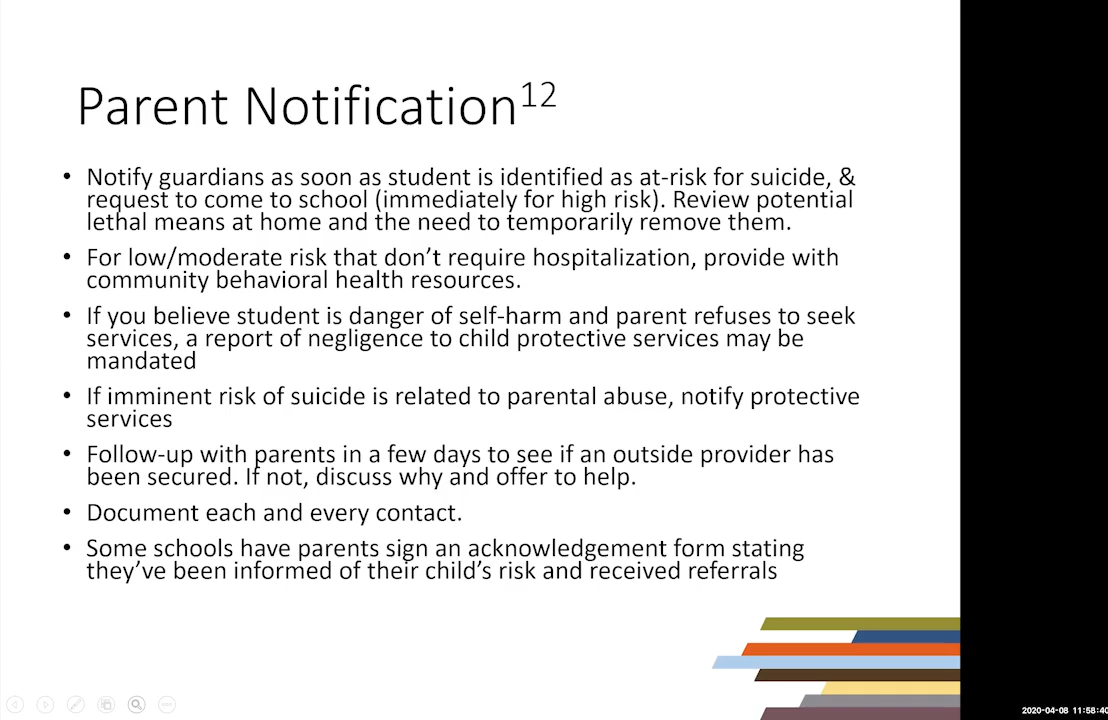 Parent Notification12
• Notify guardians as soon as student is identified as at-risk for suicide, &
request to come to school (immediately for high risk). Review potential
lethal means at home and the need to temporarily remove them.
• For low/moderate risk that don’t require hospitalization, provide with
community behavioral health resources.
• If you believe student is danger of self-harm and parent refuses to seek
services, a report of negligence to child protective services may be
mandated
• If imminent risk of suicide is related to parental abuse, notify protective
services
• Follow-up with parents in a few days to see if an outside provider has
been secured. If not, discuss why and offer to help.
• Document each and every contact.
• Some schools have parents sign an acknowledgement form stating
they’ve been informed of their child’s risk and received referrals
2020-04-08 11:58:40